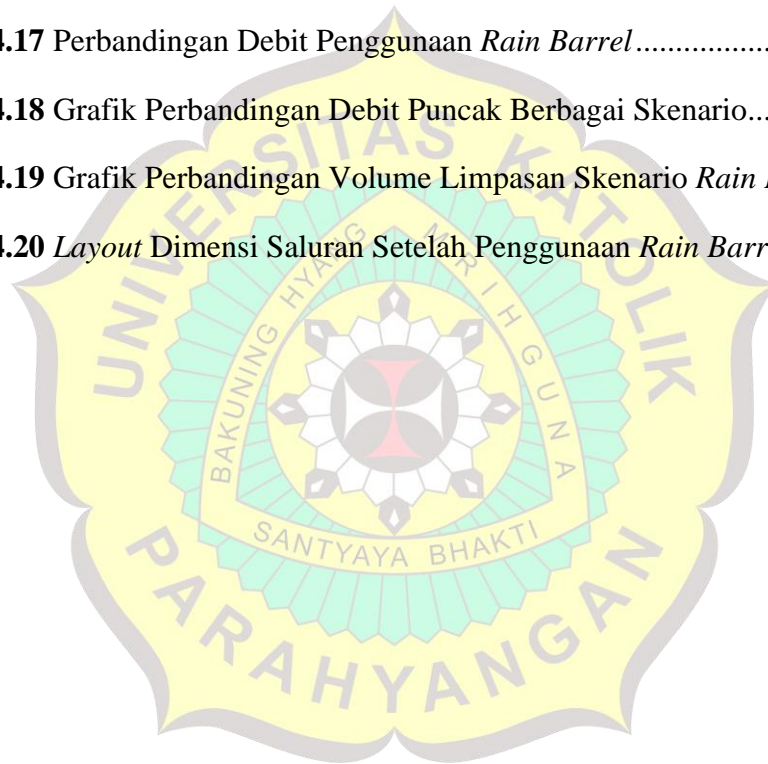 4.17 Perbandingan Debit Penggunaan Rain Barrel..................
4.18 Grafik Perbandingan Debit Puncak Berbagai Skenario...
4.19 Grafik Perbandingan Volume Limpasan Skenario Rain
4.20 Layout Dimensi Saluran Setelah Penggunaan Rain Barr
UNIVERSITAS KATOLIK
BAKUNING HYANG MRIH GUNA
SANTYAYA BHAKTI
PARAHYANGAN